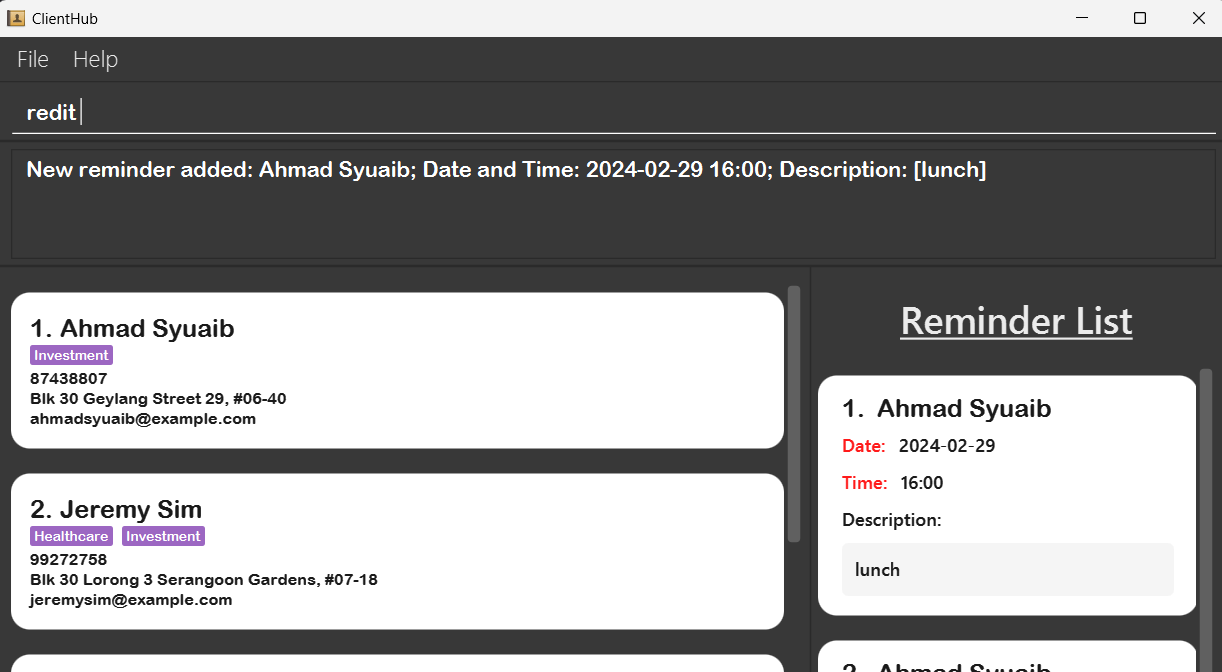 ClientHub
File Help
redit
New reminder added: Ahmad Syuaib; Date and Time: 2024-02-29 16:00; Description: [lunch]
1. Ahmad Syuaib
Investment
87438807
Blk 30 Geylang Street 29, #06-40
ahmadsyuaib@example.com
2. Jeremy Sim
Healthcare Investment
99272758
Blk 30 Lorong 3 Serangoon Gardens, #07-18
jeremysim@example.com
Reminder List
1. Ahmad Syuaib
Date: 2024-02-29
Time: 16:00
Description:
lunch
2. Ahmad Syuaib